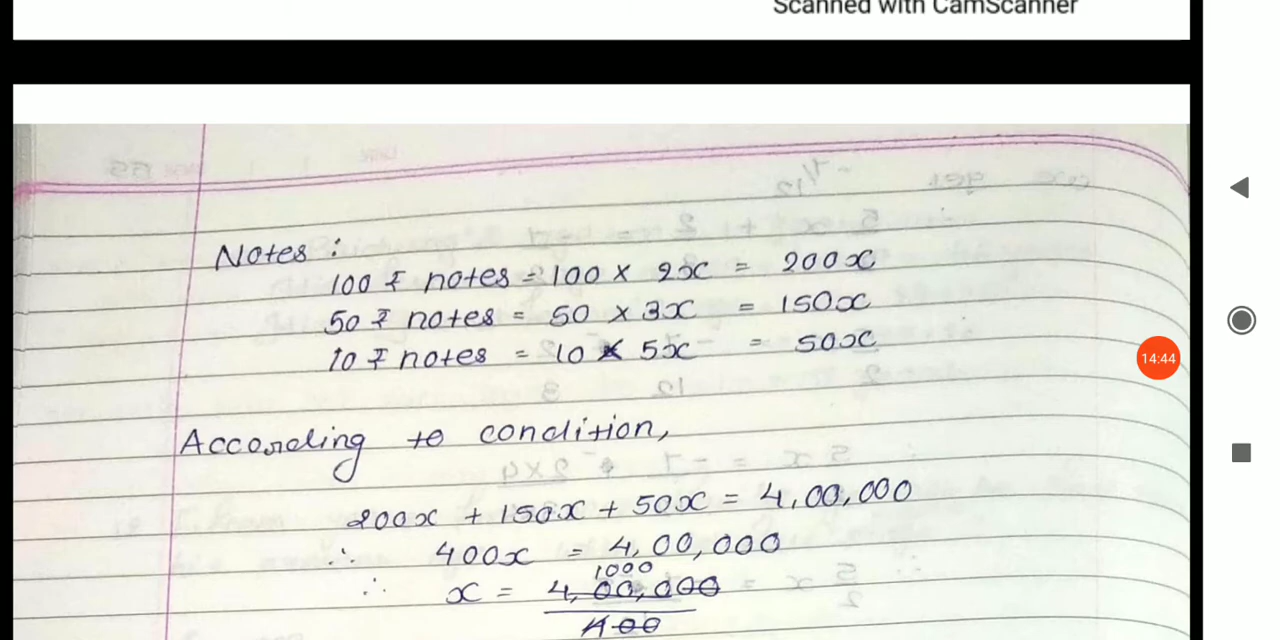 Scanned with CamScanner
Notes :
100 ₹ notes = 100 × 2x = 200x
50 ₹ notes = 50 × 3x = 150x
10 ₹ notes = 10 × 5x = 50x
14:44
According to condition,
200x + 150x + 50x = 4,00,000
∴ 400x = 4,00,000
1000
∴ x = 4,00,000
400